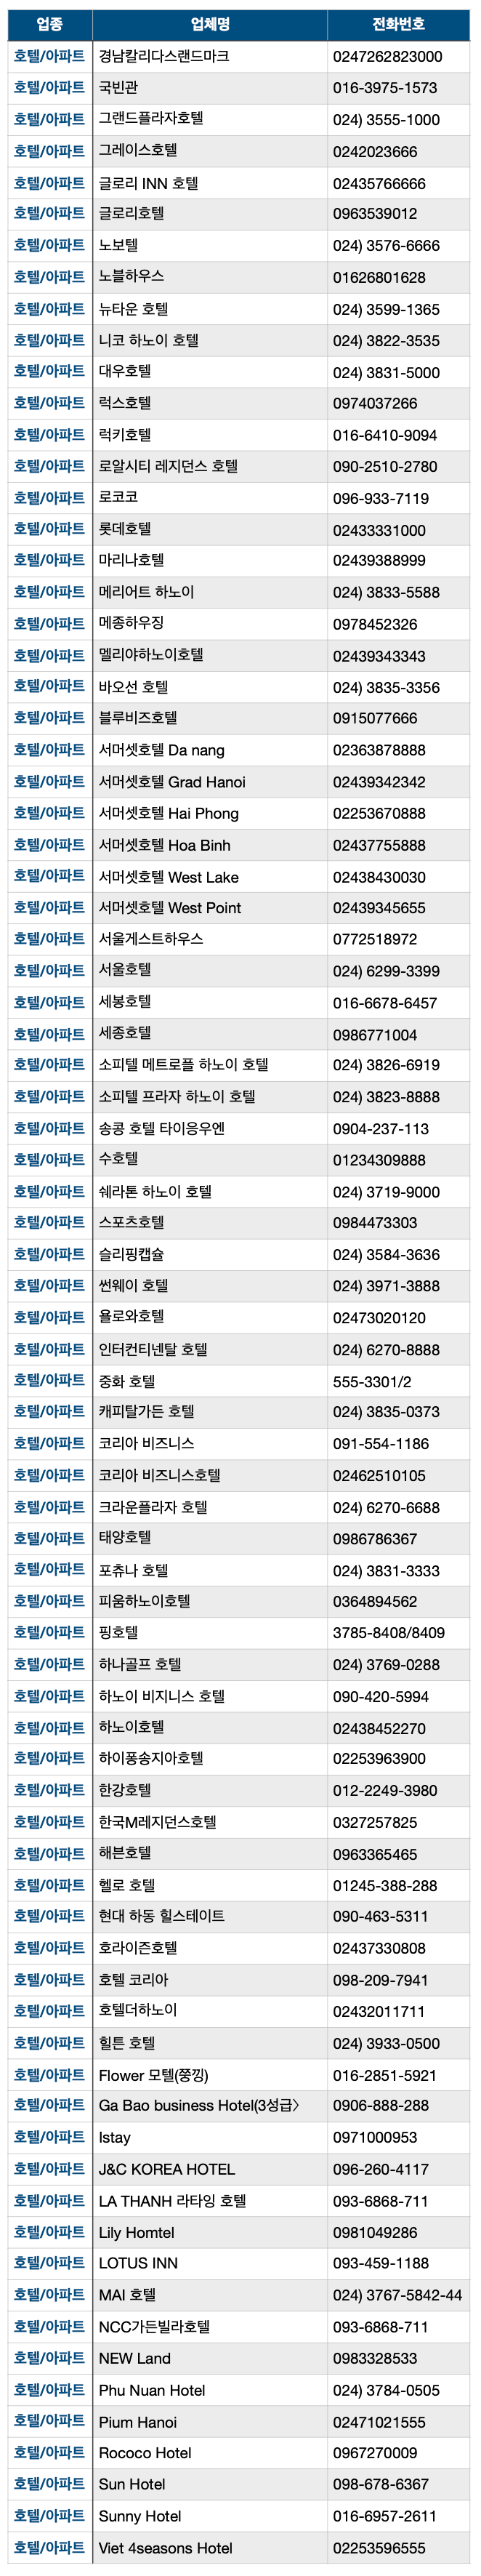 업종 업체명 전화번호
호텔/아파트 경남칼리다스랜드마크 0247262823000
호텔/아파트 국빈관 016-3975-1573
호텔/아파트 그랜드플라자호텔 024) 3555-1000
호텔/아파트 그레이스호텔 0242023666
호텔/아파트 글로리 INN 호텔 02435766666
호텔/아파트 글로리호텔 0963539012
호텔/아파트 노보텔 024) 3576-6666
호텔/아파트 노블하우스 01626801628
호텔/아파트 뉴타운 호텔 024) 3599-1365
호텔/아파트 니코 하노이 호텔 024) 3822-3535
호텔/아파트 대우호텔 024) 3831-5000
호텔/아파트 럭스호텔 0974037266
호텔/아파트 럭키호텔 016-6410-9094
호텔/아파트 로알시티 레지던스 호텔 090-2510-2780
호텔/아파트 로코코 096-933-7119
호텔/아파트 롯데호텔 02433331000
호텔/아파트 마리나호텔 02439388999
호텔/아파트 메리어트 하노이 024) 3833-5588
호텔/아파트 메종하우징 0978452326
호텔/아파트 멜리야하노이호텔 02439343343
호텔/아파트 바오선 호텔 024) 3835-3356
호텔/아파트 블루비즈호텔 0915077666
호텔/아파트 서머셋호텔 Da nang 02363878888
호텔/아파트 서머셋호텔 Grad Hanoi 02439342342
호텔/아파트 서머셋호텔 Hai Phong 02253670888
호텔/아파트 서머셋호텔 Hoa Binh 02437755888
호텔/아파트 서머셋호텔 West Lake 02438430030
호텔/아파트 서머셋호텔 West Point 02439345655
호텔/아파트 서울게스트하우스 0772518972
호텔/아파트 서울호텔 024) 6299-3399
호텔/아파트 세봉호텔 016-6678-6457
호텔/아파트 세종호텔 0986771004
호텔/아파트 소피텔 메트로플 하노이 호텔 024) 3826-6919
호텔/아파트 소피텔 프라자 하노이 호텔 024) 3823-8888
호텔/아파트 송콩 호텔 타이응우엔 0904-237-113
호텔/아파트 수호텔 01234309888
호텔/아파트 쉐라톤 하노이 호텔 024) 3719-9000
호텔/아파트 스포츠호텔 0984473303
호텔/아파트 슬리핑캡슐 024) 3584-3636
호텔/아파트 썬웨이 호텔 024) 3971-3888
호텔/아파트 욜로와호텔 02473020120
호텔/아파트 인터컨티넨탈 호텔 024) 6270-8888
호텔/아파트 중화 호텔 555-3301/2
호텔/아파트 캐피탈가든 호텔 024) 3835-0373
호텔/아파트 코리아 비즈니스 091-554-1186
호텔/아파트 코리아 비즈니스호텔 02462510105
호텔/아파트 크라운플라자 호텔 024) 6270-6688
호텔/아파트 태양호텔 0986786367
호텔/아파트 포츄나 호텔 024) 3831-3333
호텔/아파트 피움하노이호텔 0364894562
호텔/아파트 핑호텔 3785-8408/8409
호텔/아파트 하나골프 호텔 024) 3769-0288
호텔/아파트 하노이 비지니스 호텔 090-420-5994
호텔/아파트 하노이호텔 02438452270
호텔/아파트 하이퐁송지아호텔 02253963900
호텔/아파트 한강호텔 012-2249-3980
호텔/아파트 한국M레지던스호텔 0327257825
호텔/아파트 해븐호텔 0963365465
호텔/아파트 헬로 호텔 01245-388-288
호텔/아파트 현대 하동 힐스테이트 090-463-5311
호텔/아파트 호라이즌호텔 02437330808
호텔/아파트 호텔 코리아 098-209-7941
호텔/아파트 호텔더하노이 02432011711
호텔/아파트 힐튼 호텔 024) 3933-0500
호텔/아파트 Flower 모텔(쭝낑) 016-2851-5921
호텔/아파트 Ga Bao business Hotel(3성급〉 0906-888-288
호텔/아파트 Istay 0971000953
호텔/아파트 J&C KOREA HOTEL 096-260-4117
호텔/아파트 LA THANH 라타잉 호텔 093-6868-711
호텔/아파트 Lily Homtel 0981049286
호텔/아파트 LOTUS INN 093-459-1188
호텔/아파트 MAI 호텔 024) 3767-5842-44
호텔/아파트 NCC가든빌라호텔 093-6868-711
호텔/아파트 NEW Land 0983328533
호텔/아파트 Phu Nuan Hotel 024) 3784-0505
호텔/아파트 Pium Hanoi 02471021555
호텔/아파트 Rococo Hotel 0967270009
호텔/아파트 Sun Hotel 098-678-6367
호텔/아파트 Sunny Hotel 016-6957-2611
호텔/아파트 Viet 4seasons Hotel 02253596555